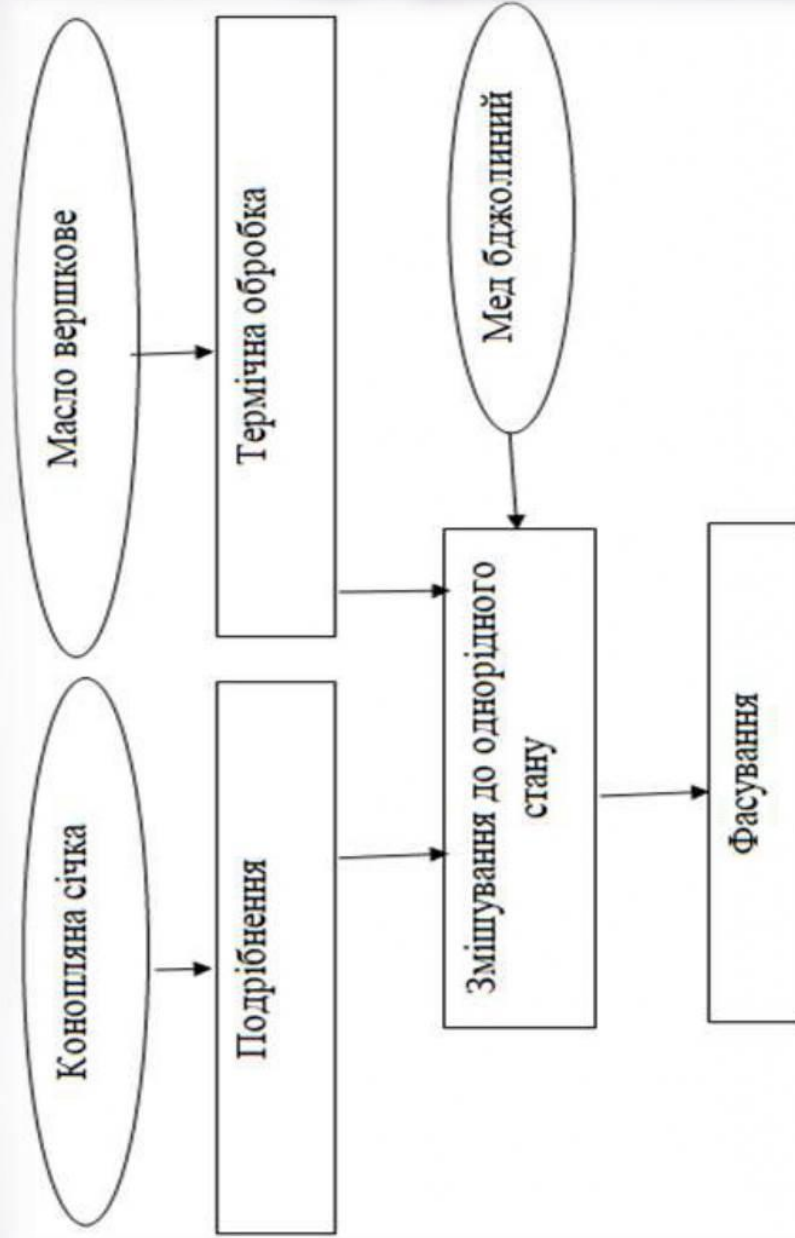 Конопляна січка
Масло вершкове
Подрібнення
Термічна обробка
Змішування до однорідного
стану
Мед бджолиний
Фасування